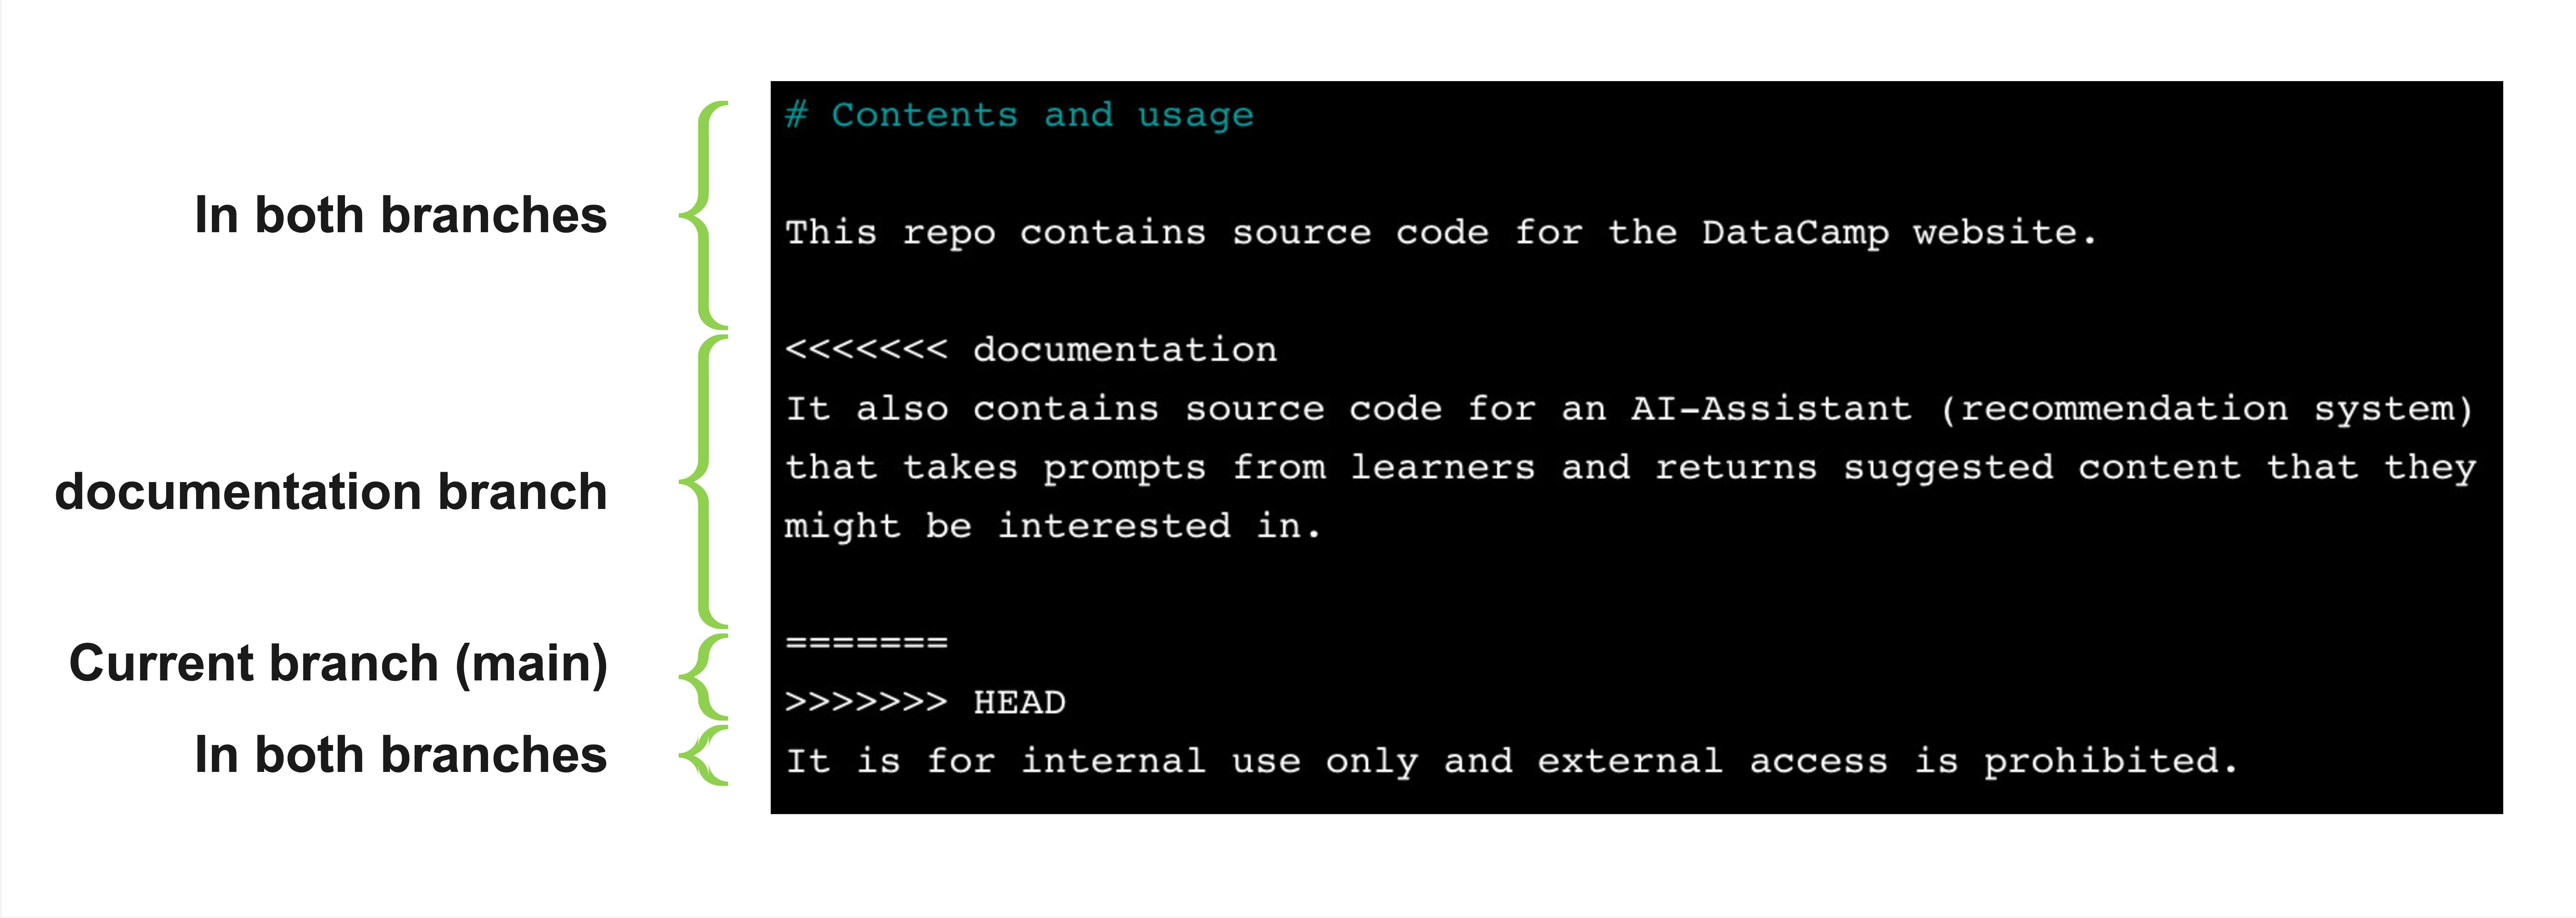 In both branches
# Contents and usage
This repo contains source code for the DataCamp website.
documentation branch
<<<<<<< documentation
It also contains source code for an AI-Assistant (recommendation system)
that takes prompts from learners and returns suggested content that they
might be interested in.
Current branch (main)
=======
>>>>>>> HEAD
In both branches
It is for internal use only and external access is prohibited.